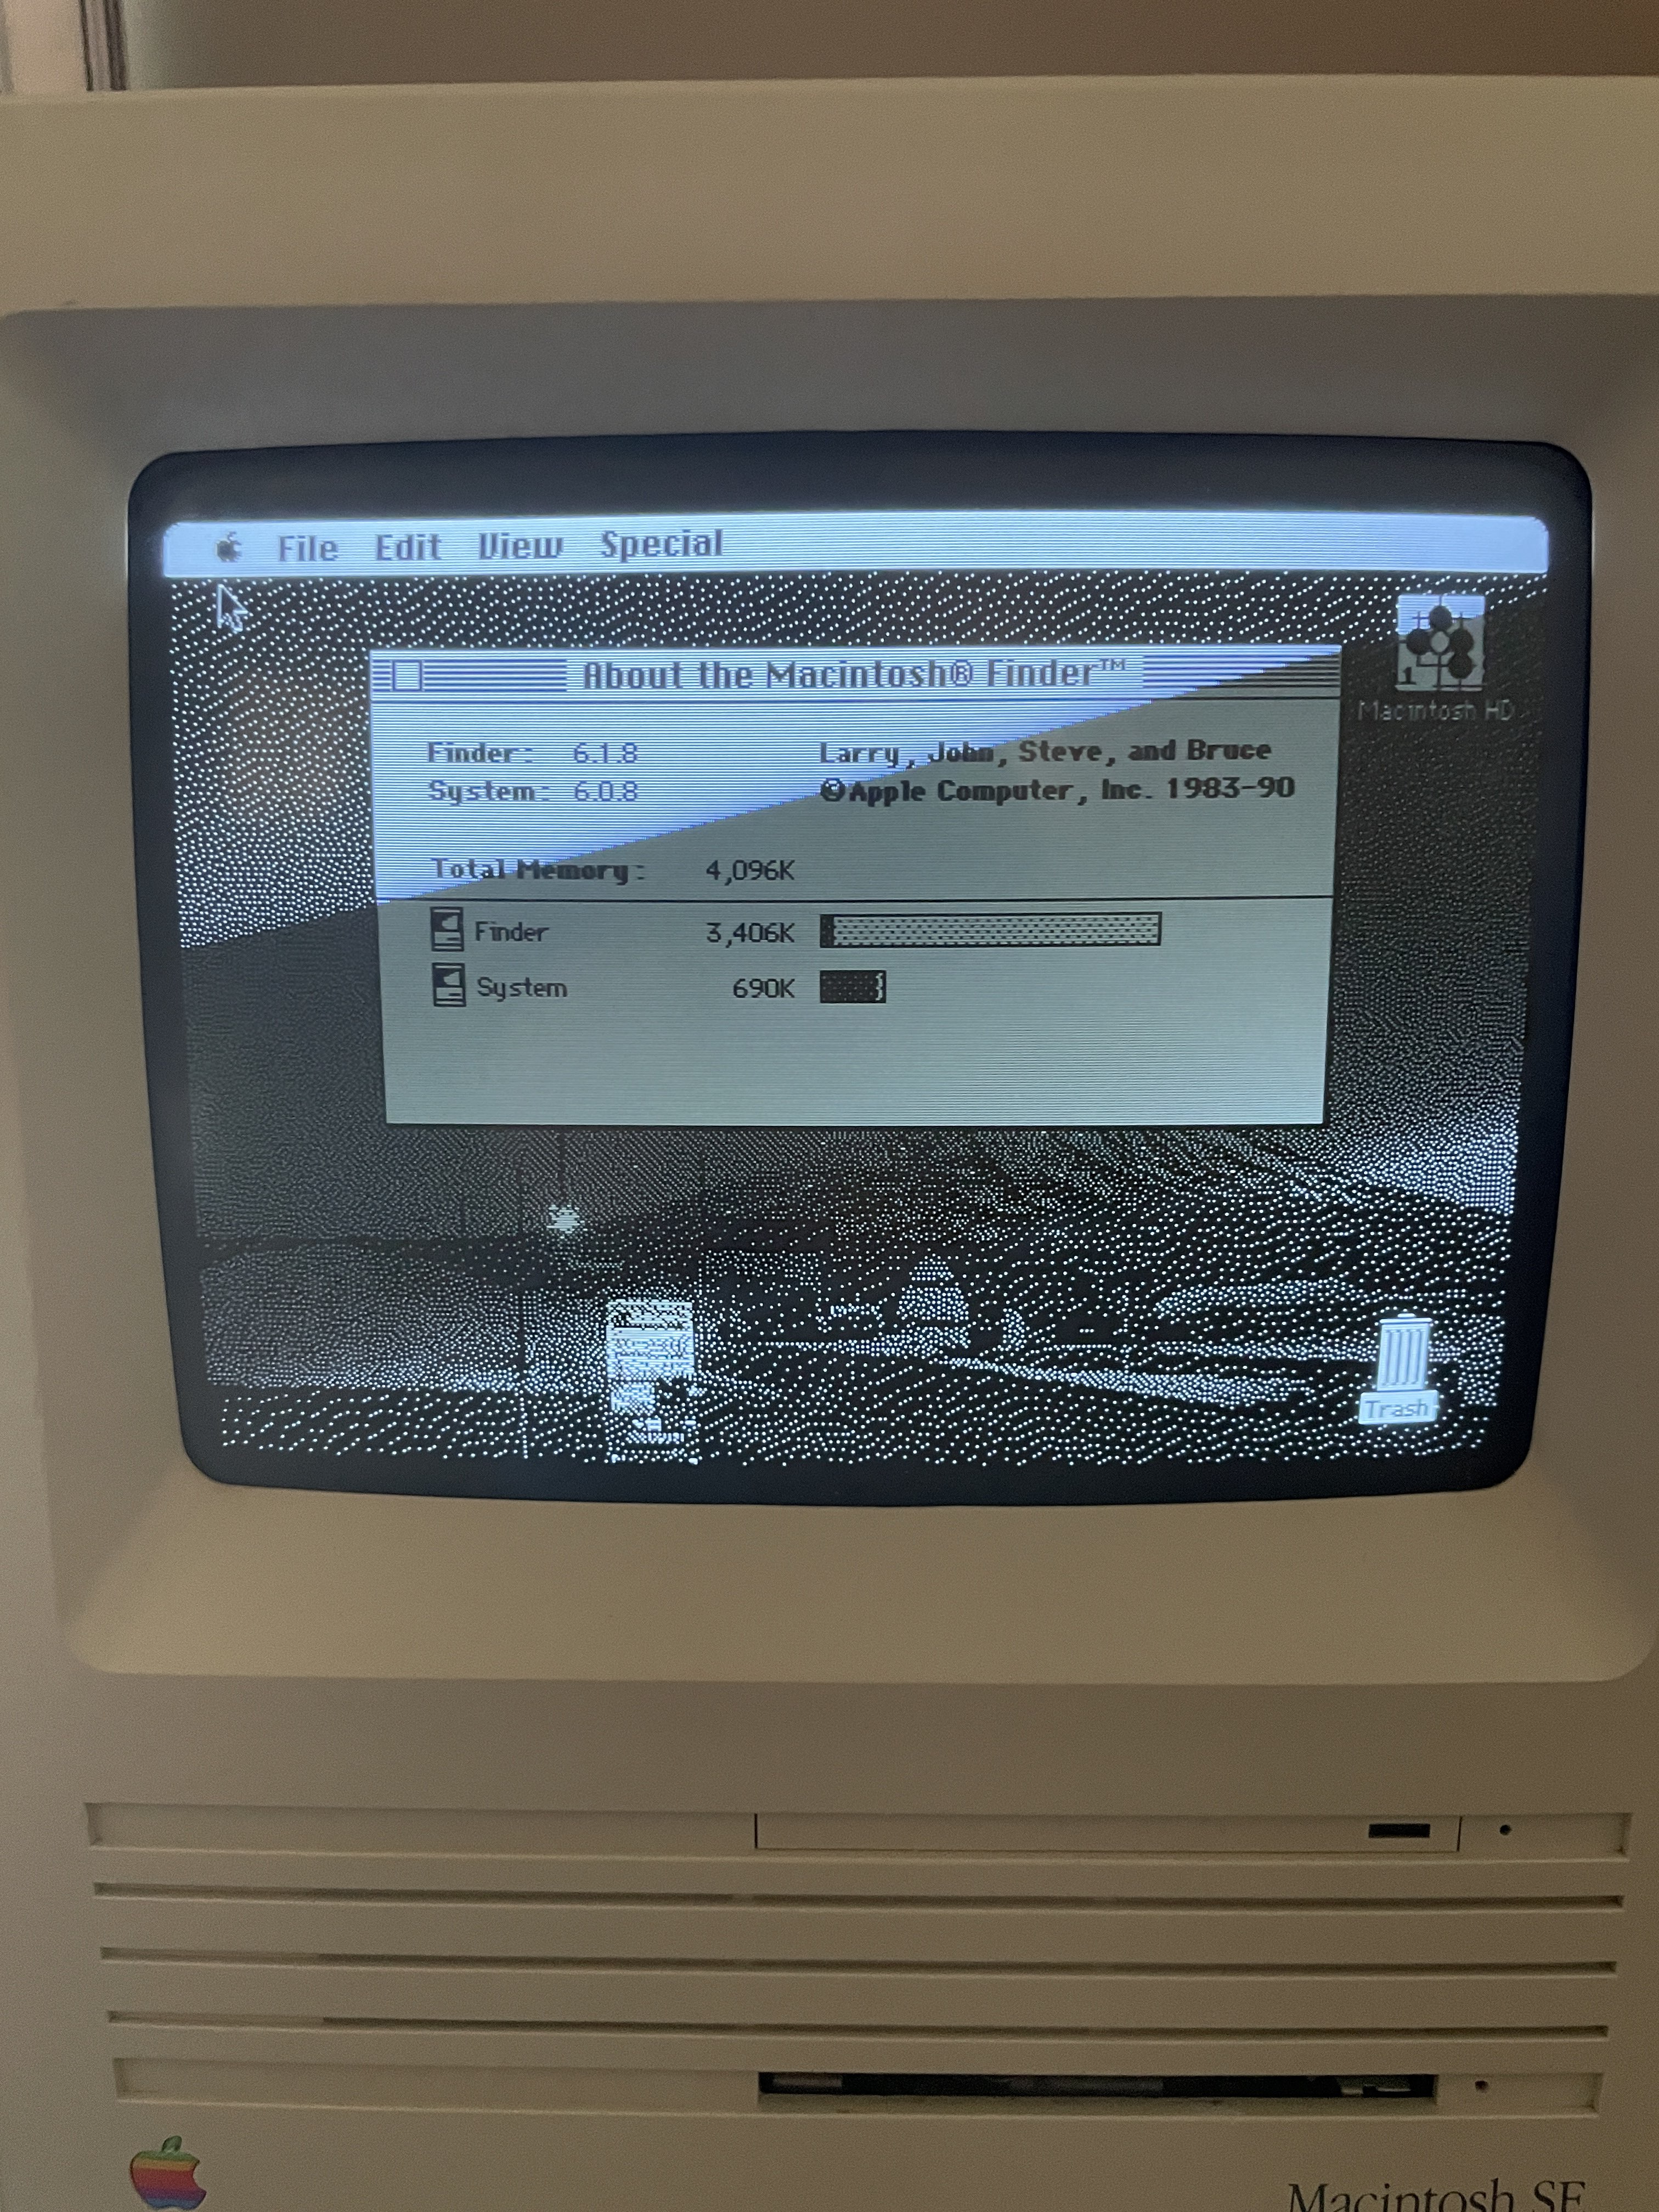 File Edit View Special
About the Macintosh® Finder™
Finder: 6.1.8 Larry, John, Steve, and Bruce
System: 6.0.8 ©Apple Computer, Inc. 1983-90
Total Memory: 4,096K
Finder 3,406K
System 690K
Macintosh HD
Trash
Macintosh SE